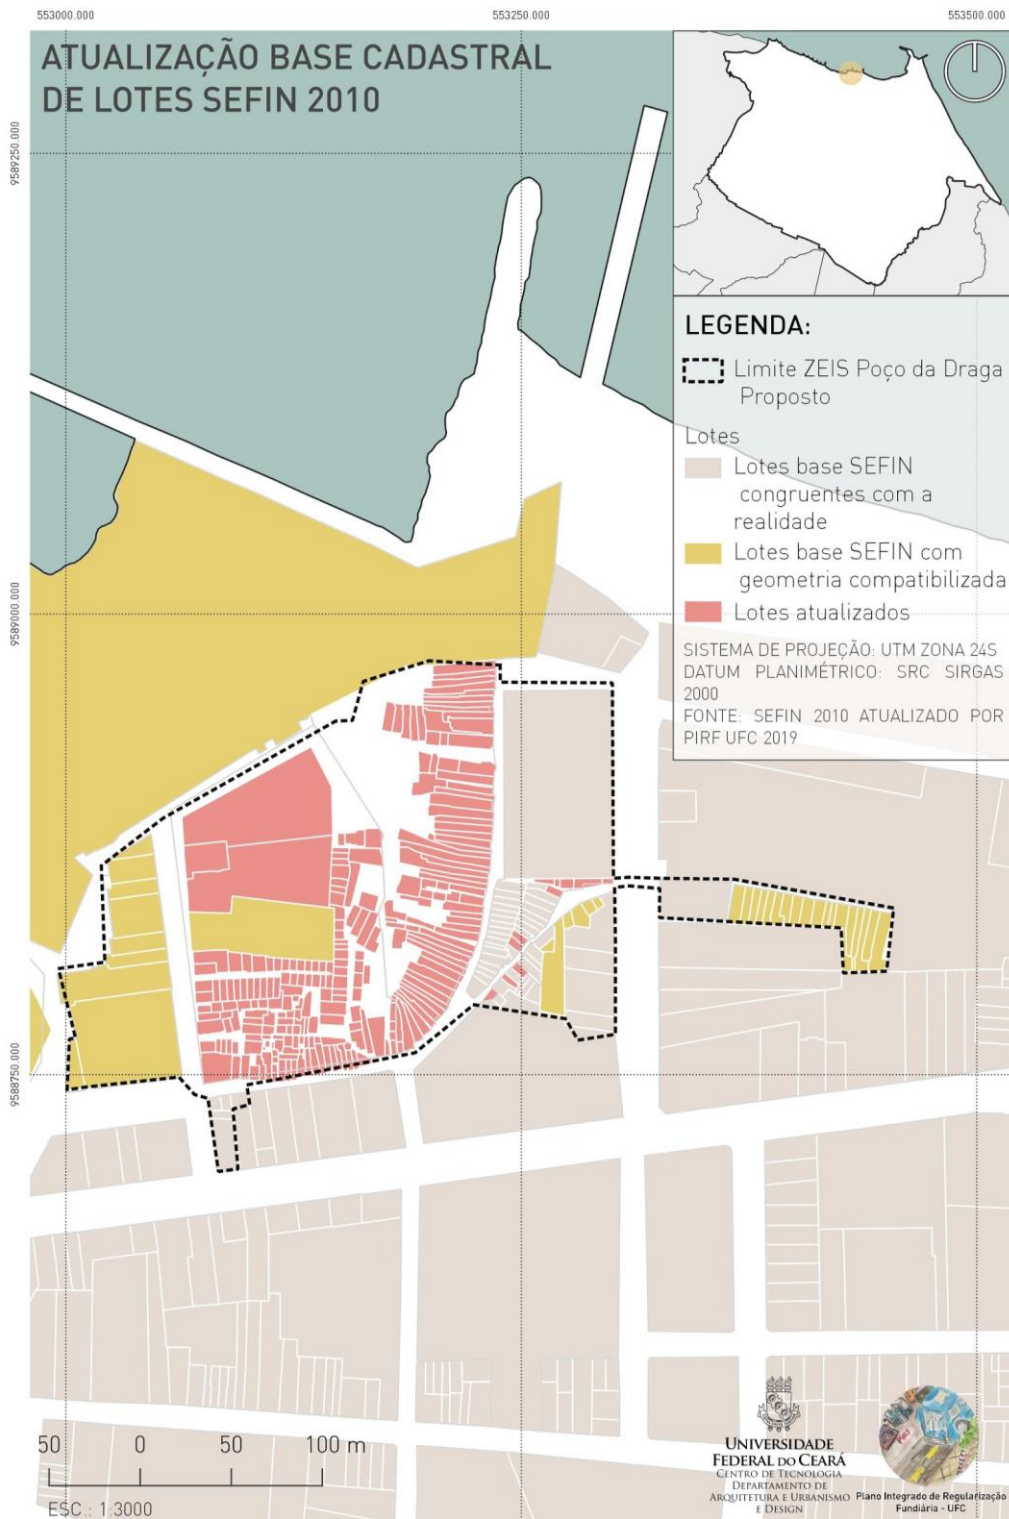 553000.000
553250.000
553500.000
ATUALIZAÇÃO BASE CADASTRAL
DE LOTES SEFIN 2010
9589250.000
9589000.000
9588750.000
LEGENDA:
Limite ZEIS Poço da Draga
Proposto
Lotes
Lotes base SEFIN
congruentes com a
realidade
Lotes base SEFIN com
geometria compatibilizada
Lotes atualizados
SISTEMA DE PROJEÇÃO: UTM ZONA 24S
DATUM PLANIMÉTRICO: SRC SIRGAS
2000
FONTE: SEFIN 2010 ATUALIZADO POR
PIRF UFC 2019
50 0 50 100 m
ESC.: 1:3000
UNIVERSIDADE
FEDERAL DO CEARÁ
CENTRO DE TECNOLOGIA
DEPARTAMENTO DE
ARQUITETURA E URBANISMO
E DESIGN
Plano Integrado de Regularização
Fundiária - UFC